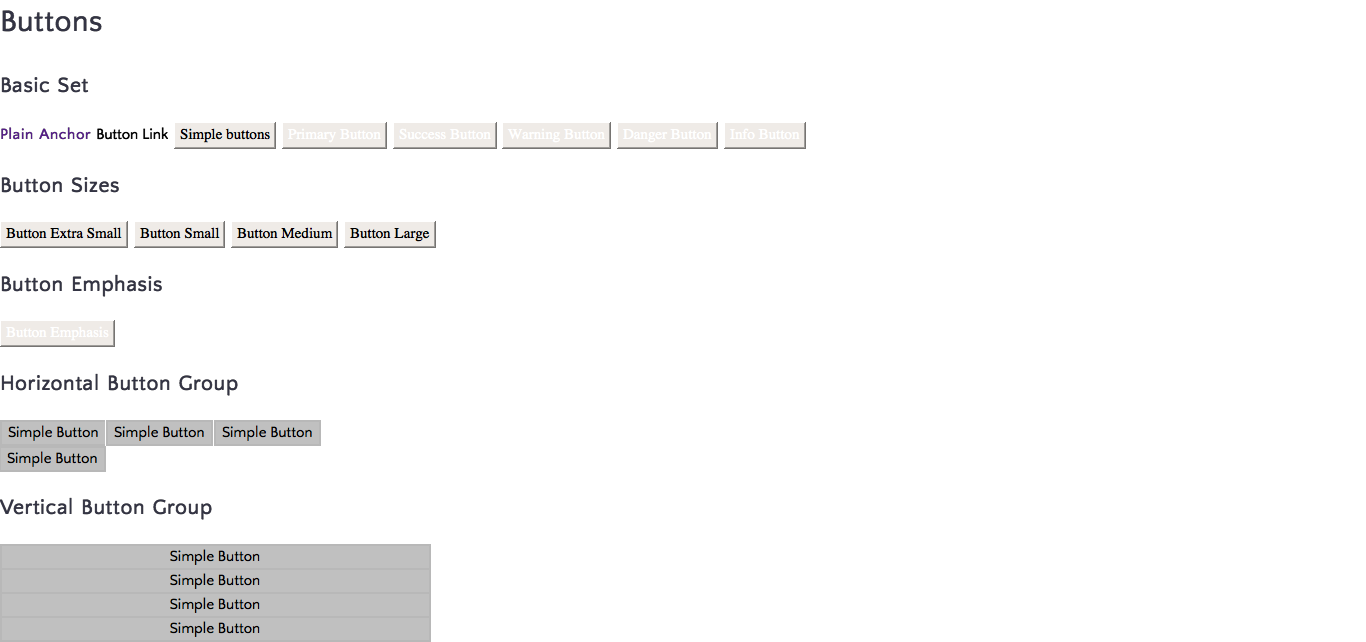 Buttons
Basic Set
Plain Anchor Button Link Simple buttons Primary Button Success Button Warning Button Danger Button Info Button
Button Sizes
Button Extra Small Button Small Button Medium Button Large
Button Emphasis
Button Emphasis
Horizontal Button Group
Simple Button Simple Button Simple Button
Simple Button
Vertical Button Group
Simple Button
Simple Button
Simple Button
Simple Button